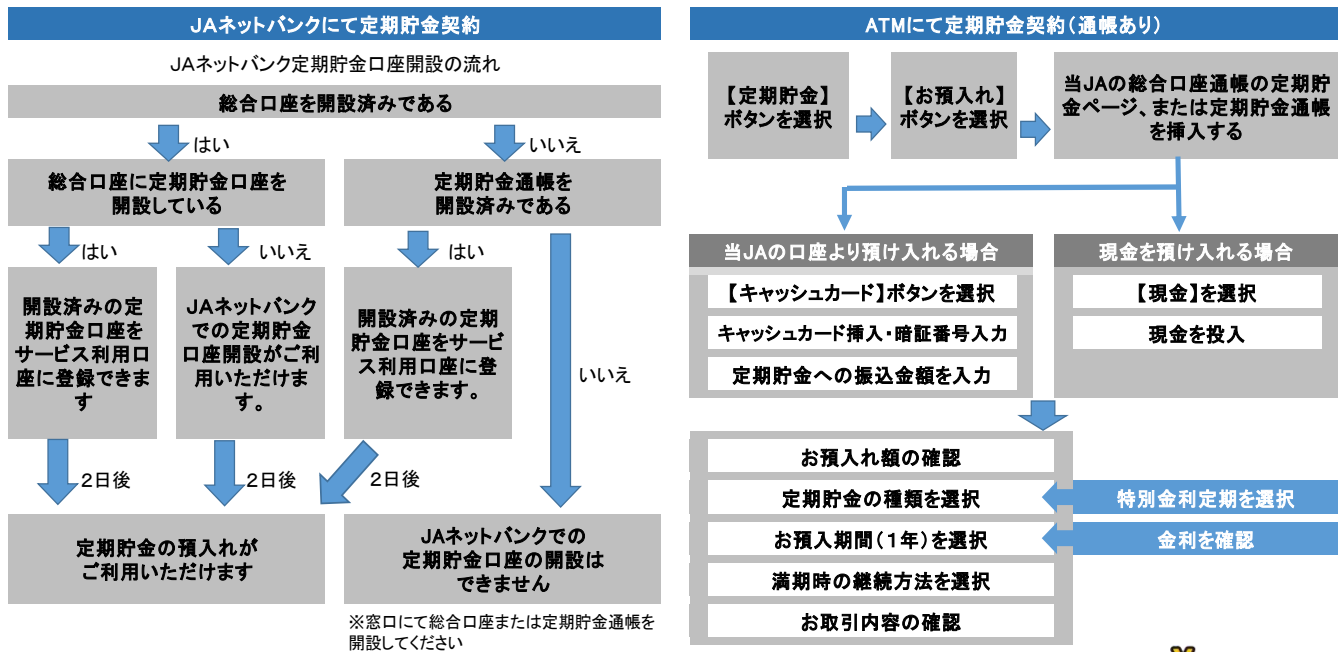 JAネットバンクにて定期貯金契約
JAネットバンク定期貯金口座開設の流れ
総合口座を開設済みである
はい
いいえ
総合口座に定期貯金口座を
開設している
定期貯金通帳を
開設済みである
はい
いいえ
はい
開設済みの定
期貯金口座を
サービス利用口
座に登録できま
す
JAネットバンク
での定期貯金
口座開設がご利
用いただけま
す。
開設済みの定期
貯金口座をサービ
ス利用口座に登
録できます。
いいえ
2日後
2日後
2日後
定期貯金の預入れが
ご利用いただけます
JAネットバンクでの
定期貯金口座の開設は
できません
※窓口にて総合口座または定期貯金通帳を
開設してください
ATMにて定期貯金契約(通帳あり)
【定期貯金】
ボタンを選択
【お預入れ】
ボタンを選択
当JAの総合口座通帳の定期貯
金ページ、または定期貯金通帳
を挿入する
当JAの口座より預け入れる場合
【キャッシュカード】ボタンを選択
キャッシュカード挿入・暗証番号入力
定期貯金への振込金額を入力
現金を預け入れる場合
【現金】を選択
現金を投入
お預入れ額の確認
定期貯金の種類を選択
特別金利定期を選択
お預入期間(1年)を選択
金利を確認
満期時の継続方法を選択
お取引内容の確認